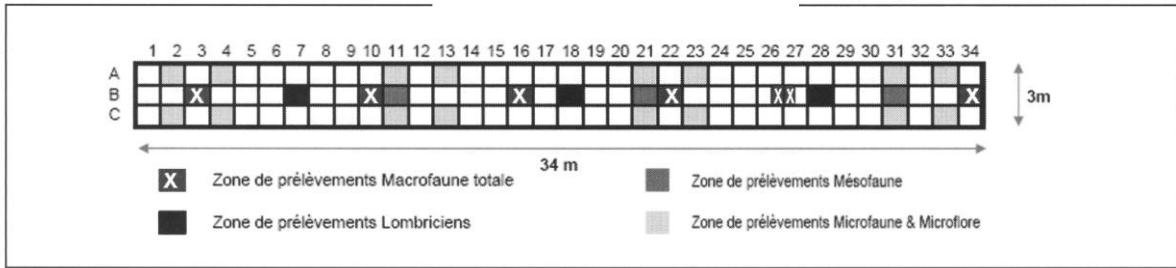 1 2 3 4 5 6 7 8 9 10 11 12 13 14 15 16 17 18 19 20 21 22 23 24 25 26 27 28 29 30 31 32 33 34
A
X X X X X X X
B
C
3m
34 m
X Zone de prélèvements Macrofaune totale
Zone de prélèvements Mésofaune
Zone de prélèvements Lombriciens
Zone de prélèvements Microfaune & Microflore